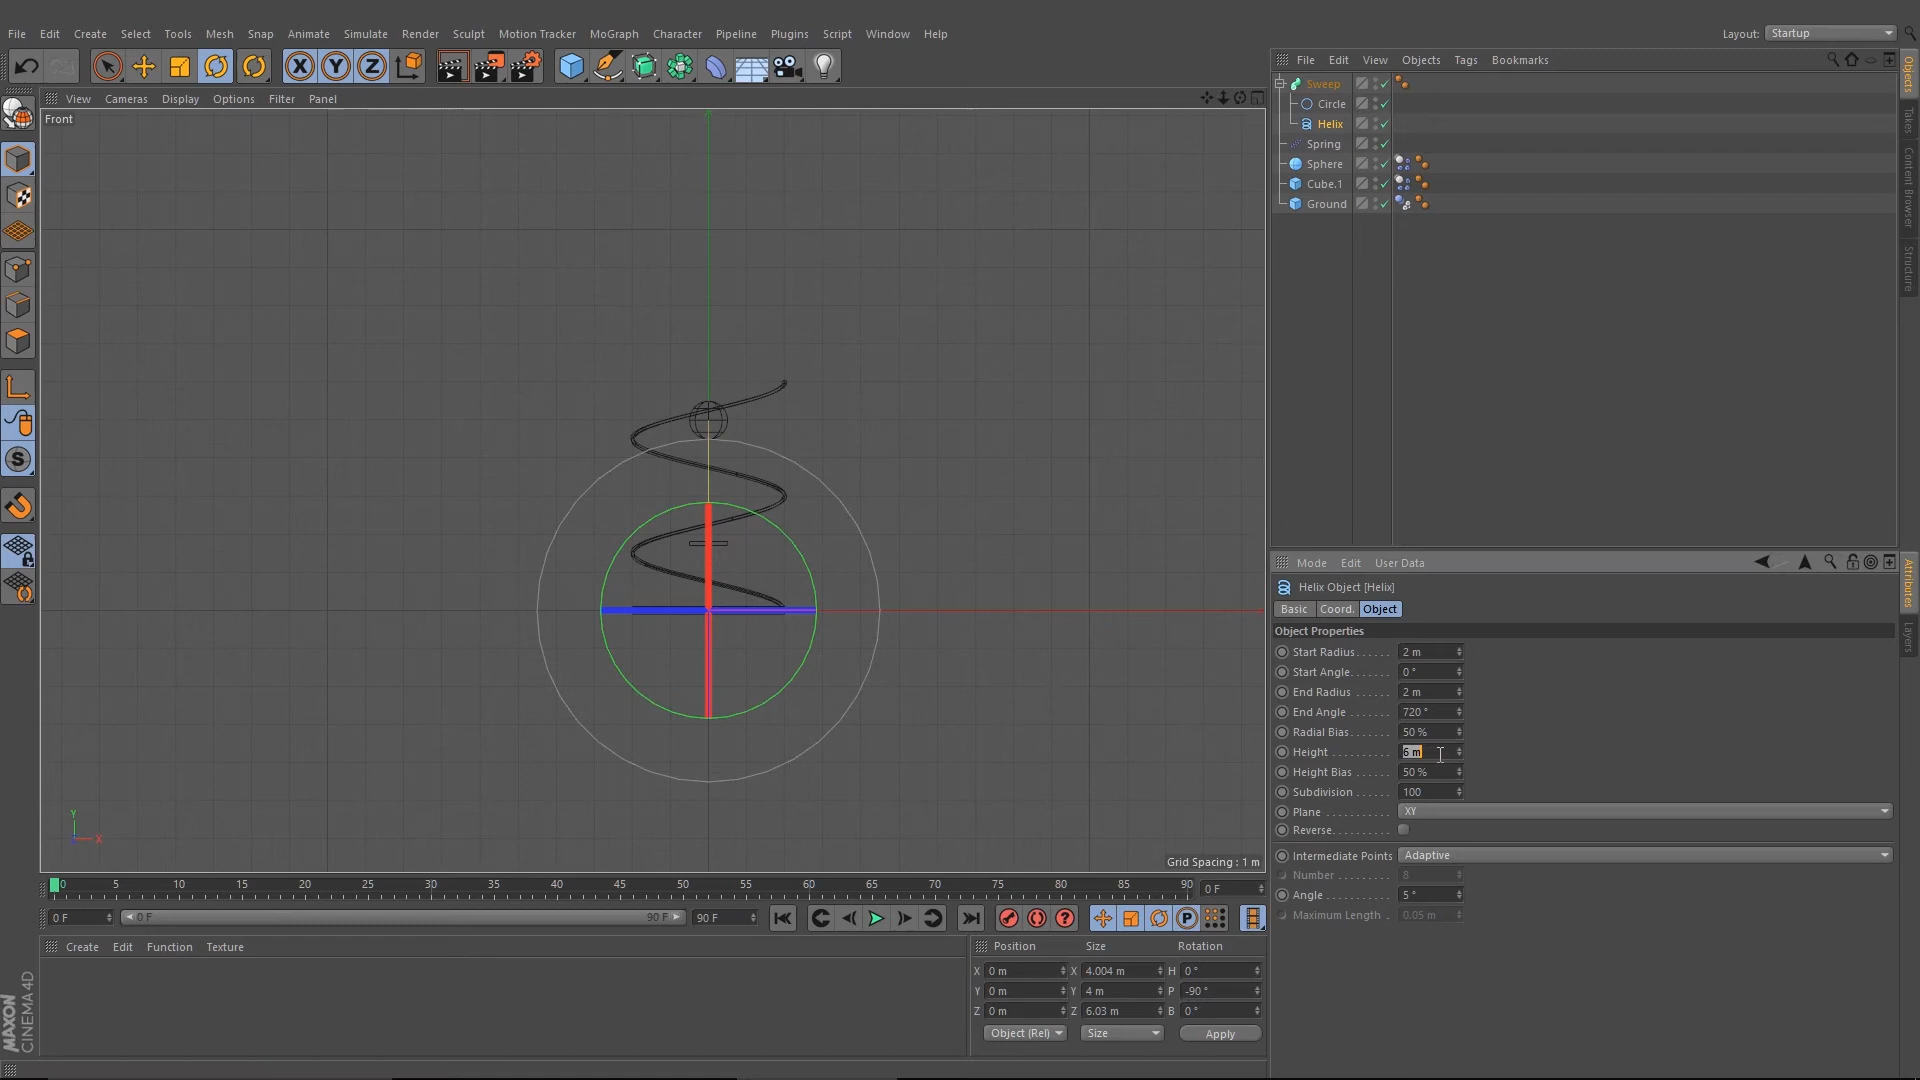 File Edit Create Select Tools Mesh Snap Animate Simulate Render Sculpt Motion Tracker MoGraph Character Pipeline Plugins Script Window Help
Layout: Startup
X Y Z
View Cameras Display Options Filter Panel
Front
Y
X
Grid Spacing : 1 m
S
0 5 10 15 20 25 30 35 40 45 50 55 60 65 70 75 80 85 90
0 F
0 F
0 F 90 F
90 F
P
Create Edit Function Texture
MAXON CINEMA 4D
Position Size Rotation
X 0 m X 4.004 m H 0 °
Y 0 m Y 4 m P -90 °
Z 0 m Z 6.03 m B 0 °
Object (Rel) Size Apply
File Edit View Objects Tags Bookmarks
Sweep
Circle
Helix
Spring
Sphere
Cube.1
Ground
Objects
Takes
Content Browser
Structure
Mode Edit User Data
Helix Object [Helix]
Basic Coord. Object
Object Properties
Start Radius . . . . . 2 m
Start Angle. . . . . . 0 °
End Radius . . . . . 2 m
End Angle . . . . . . 720 °
Radial Bias. . . . . . 50 %
Height . . . . . . . . . 6 m
Height Bias . . . . . 50 %
Subdivision . . . . . 100
Plane . . . . . . . . . . XY
Reverse. . . . . . . . .
Intermediate Points Adaptive
Number . . . . . . . . 8
Angle . . . . . . . . . . 5 °
Maximum Length . 0.05 m
Attributes
Layers